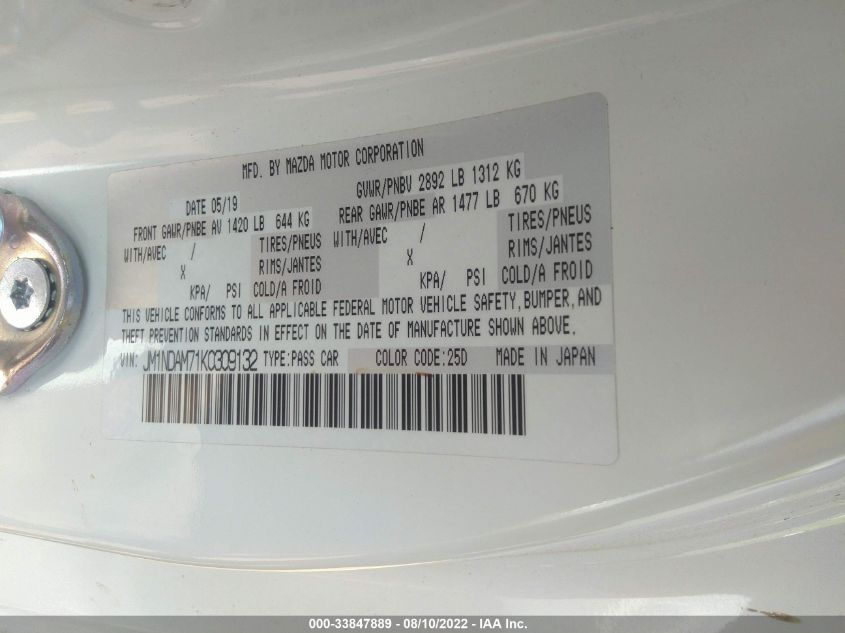 MFD. BY MAZDA MOTOR CORPORATION
DATE 05/19 GVWR/PNBV 2892 LB 1312 KG
FRONT GAWR/PNBE AV 1420 LB 644 KG REAR GAWR/PNBE AR 1477 LB 670 KG
WITH/AVEC / TIRES/PNEUS WITH/AVEC / TIRES/PNEUS
X RIMS/JANTES X RIMS/JANTES
KPA/ PSI COLD/A FROID KPA/ PSI COLD/A FROID
THIS VEHICLE CONFORMS TO ALL APPLICABLE FEDERAL MOTOR VEHICLE SAFETY, BUMPER, AND
THEFT PREVENTION STANDARDS IN EFFECT ON THE DATE OF MANUFACTURE SHOWN ABOVE.
VIN: JM1NDAM71K0309132 TYPE:PASS CAR COLOR CODE:25D MADE IN JAPAN
000-33847889 - 08/10/2022 - IAA Inc.